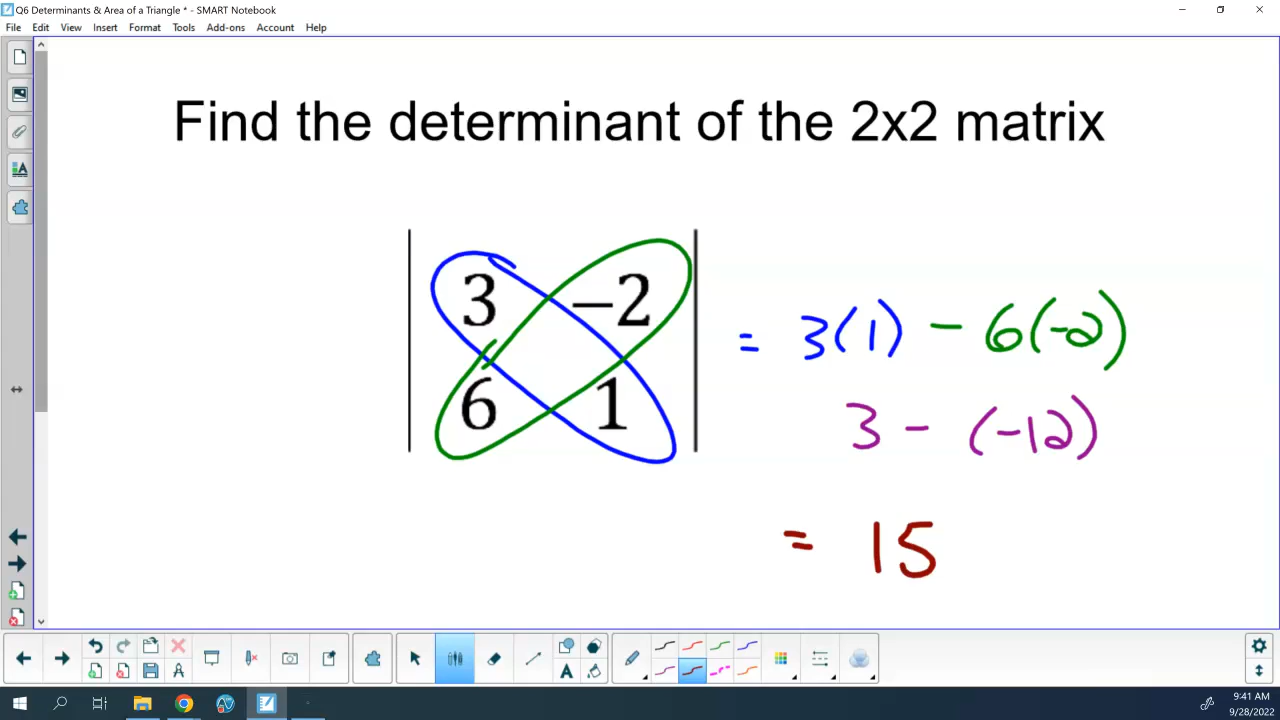 Q6 Determinants & Area of a Triangle * - SMART Notebook
File Edit View Insert Format Tools Add-ons Account Help
Find the determinant of the 2x2 matrix
3 −2
6 1
= 3(1) - 6(-2)
3 - (-12)
= 15
A
9:41 AM
9/28/2022